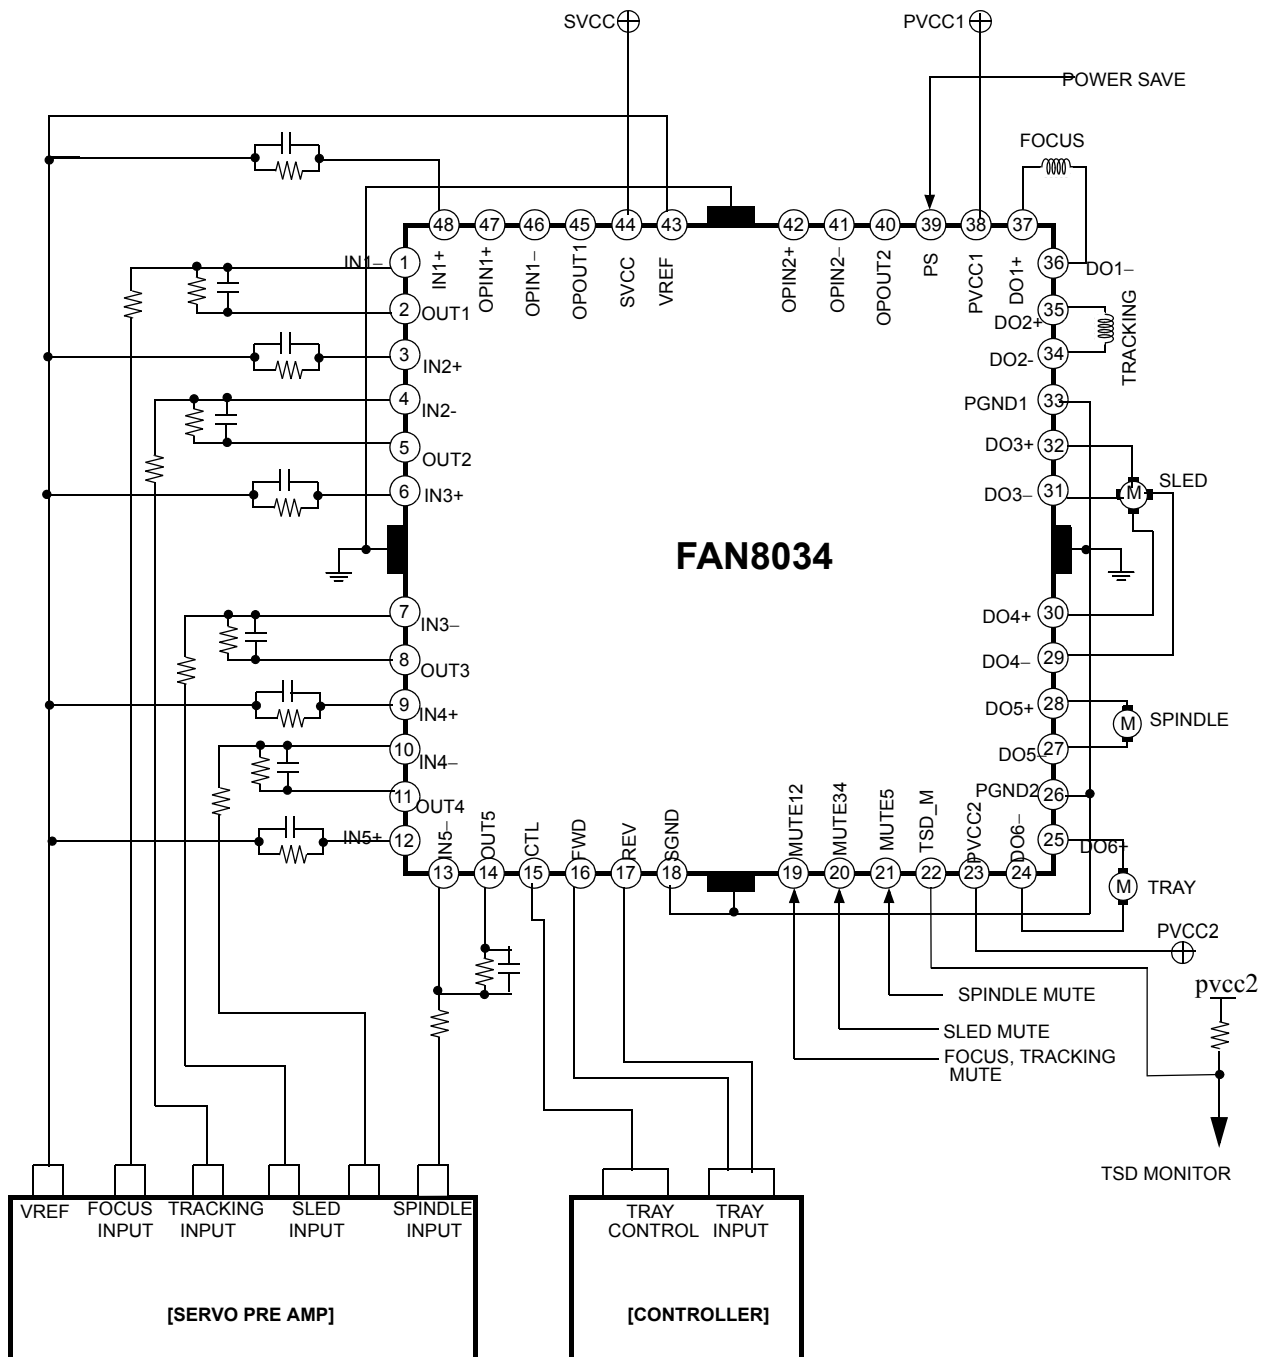 SVCC
PVCC1
POWER SAVE
FOCUS
48 47 46 45 44 43 42 41 40 39 38 37
IN1+
OPIN1+
OPIN1–
OPOUT1
SVCC
VREF
OPIN2+
OPIN2–
OPOUT2
PS
PVCC1
DO1+
IN1– 1
2 OUT1
3 IN2+
4 IN2-
5 OUT2
6 IN3+
7 IN3–
8 OUT3
9 IN4+
10 IN4–
11 OUT4
IN5+ 12
FAN8034
36 DO1–
35 DO2+
34 DO2-
TRACKING
PGND1 33
DO3+ 32
DO3– 31
M SLED
DO4+ 30
DO4– 29
DO5+ 28
M SPINDLE
DO5– 27
PGND2 26
25 DO6+
IN5–
OUT5
CTL
FWD
REV
SGND
MUTE12
MUTE34
MUTE5
TSD_M
PVCC2
DO6–
13 14 15 16 17 18 19 20 21 22 23 24
M TRAY
PVCC2
pvcc2
SPINDLE MUTE
SLED MUTE
FOCUS, TRACKING
MUTE
TSD MONITOR
VREF
FOCUS
INPUT
TRACKING
INPUT
SLED
INPUT
SPINDLE
INPUT
TRAY
CONTROL
TRAY
INPUT
[SERVO PRE AMP]
[CONTROLLER]